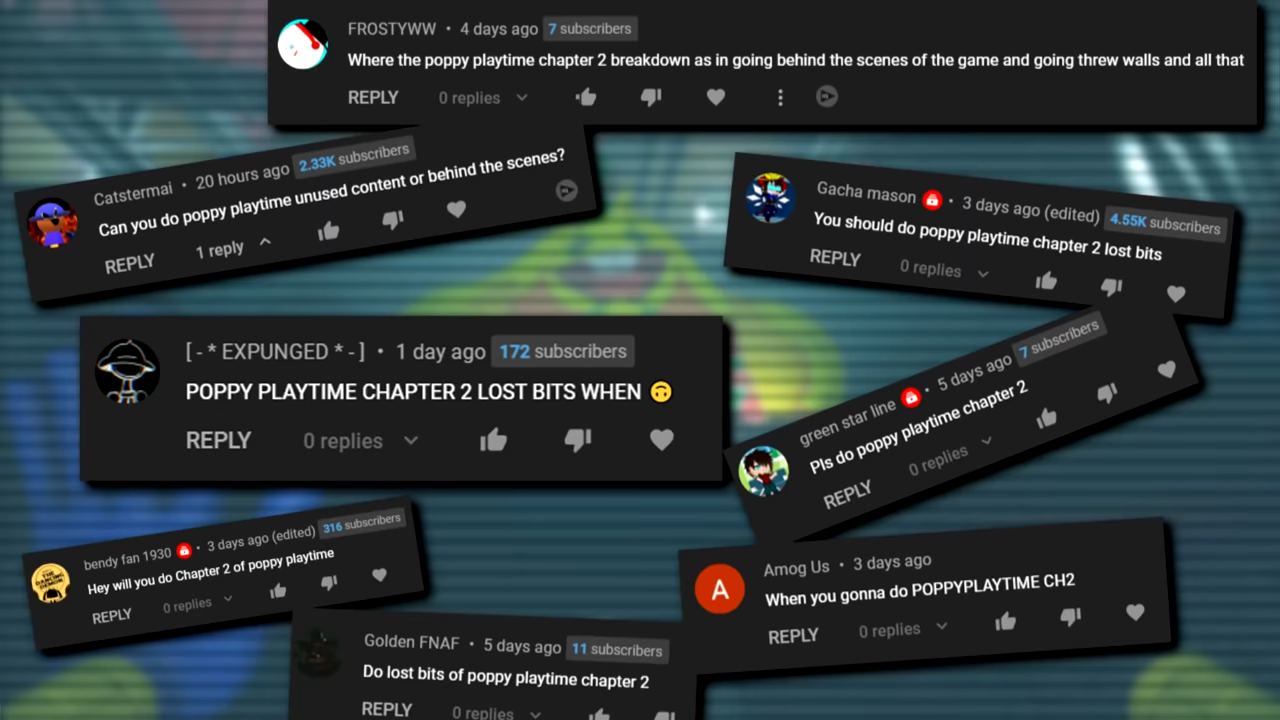 FROSTYWW • 4 days ago 7 subscribers
Where the poppy playtime chapter 2 breakdown as in going behind the scenes of the game and going threw walls and all that
REPLY 0 replies
Catstermai • 20 hours ago 2.33K subscribers
Can you do poppy playtime unused content or behind the scenes?
REPLY 1 reply
Gacha mason • 3 days ago (edited) 4.55K subscribers
You should do poppy playtime chapter 2 lost bits
REPLY 0 replies
[ - * EXPUNGED * - ] • 1 day ago 172 subscribers
POPPY PLAYTIME CHAPTER 2 LOST BITS WHEN 🙃
REPLY 0 replies
green star line • 5 days ago 7 subscribers
Pls do poppy playtime chapter 2
REPLY 0 replies
bendy fan 1930 • 3 days ago (edited) 316 subscribers
Hey will you do Chapter 2 of poppy playtime
REPLY 0 replies
A
Amog Us • 3 days ago
When you gonna do POPPYPLAYTIME CH2
REPLY 0 replies
Golden FNAF • 5 days ago 11 subscribers
Do lost bits of poppy playtime chapter 2
REPLY 0 replies